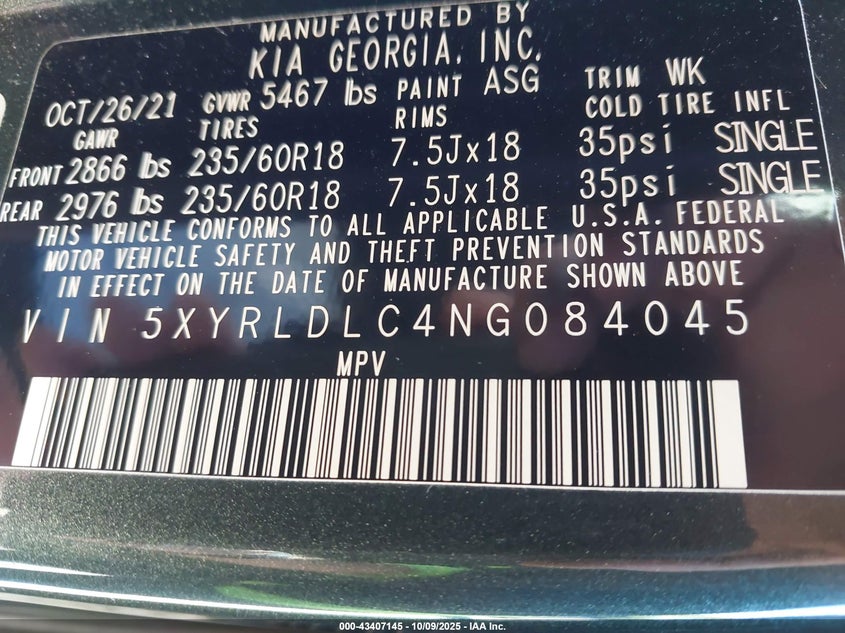 MANUFACTURED BY
KIA GEORGIA, INC.
OCT/26/21 GVWR 5467 lbs PAINT ASG TRIM WK
GAWR TIRES RIMS COLD TIRE INFL
FRONT 2866 lbs 235/60R18 7.5Jx18 35psi SINGLE
REAR 2976 lbs 235/60R18 7.5Jx18 35psi SINGLE
THIS VEHICLE CONFORMS TO ALL APPLICABLE U.S.A. FEDERAL
MOTOR VEHICLE SAFETY AND THEFT PREVENTION STANDARDS
IN EFFECT ON THE DATE OF MANUFACTURE SHOWN ABOVE
VIN 5XYRLDLC4NG084045
MPV
000-43407145 - 10/09/2025 - IAA Inc.